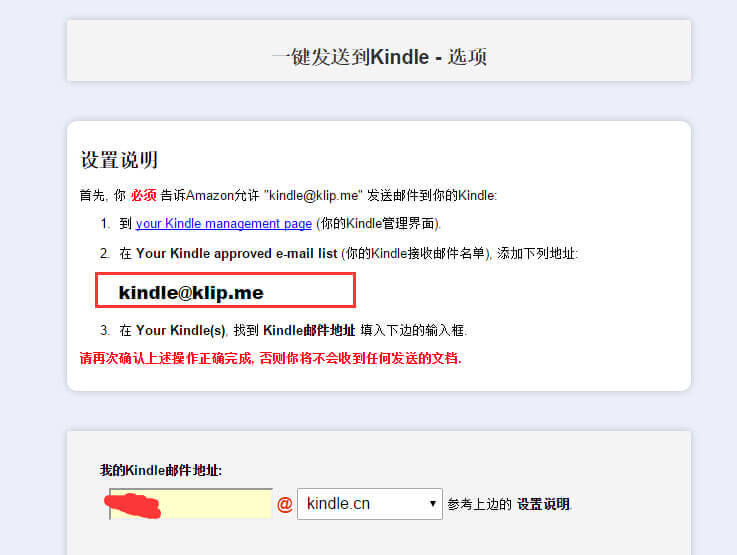 一键发送到Kindle - 选项
设置说明
首先, 你 必须 告诉Amazon允许 "kindle@klip.me" 发送邮件到你的Kindle:
1. 到 your Kindle management page (你的Kindle管理界面).
2. 在 Your Kindle approved e-mail list (你的Kindle接收邮件名单), 添加下列地址:
kindle@klip.me
3. 在 Your Kindle(s), 找到 Kindle邮件地址 填入下边的输入框.
请再次确认上述操作正确完成, 否则你将不会收到任何发送的文档.
我的Kindle邮件地址:
@ kindle.cn 参考上边的 设置说明.